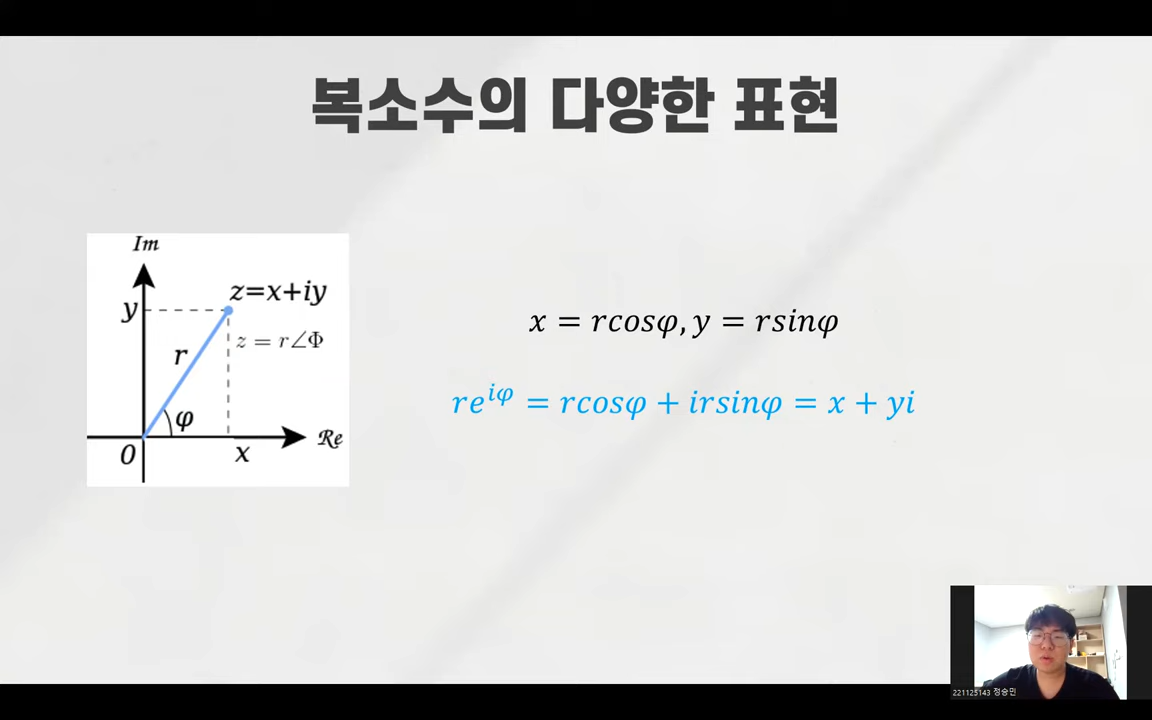 복소수의 다양한 표현
Im
y
z=x+iy
z = r∠Φ
r
φ
0
x
Re
x = rcosφ, y = rsinφ
re^{iφ} = rcosφ + irsinφ = x + yi
221125143 정승민